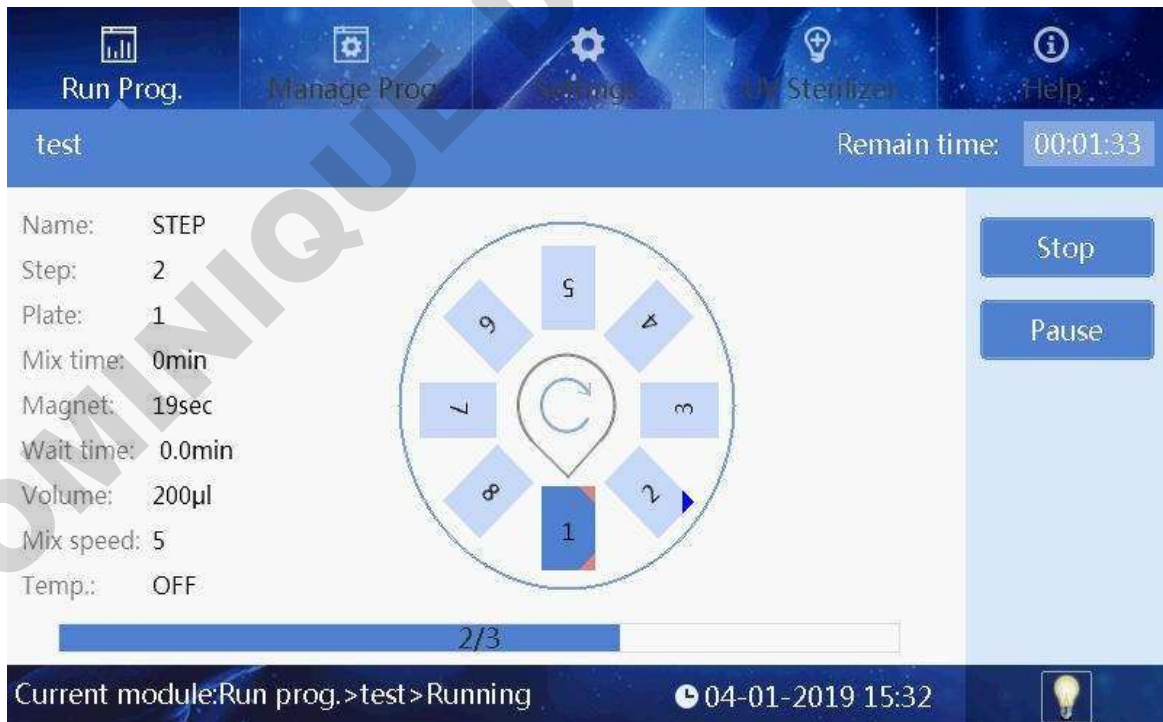 Run Prog.
Manage Prog.
Settings
UV Sterilizer
Help
test
Remain time: 00:01:33
Name: STEP
Step: 2
Plate: 1
Mix time: 0min
Magnet: 19sec
Wait time: 0.0min
Volume: 200µl
Mix speed: 5
Temp.: OFF
5
6
4
7
3
8
2
1
Stop
Pause
2/3
Current module:Run prog.>test>Running
04-01-2019 15:32